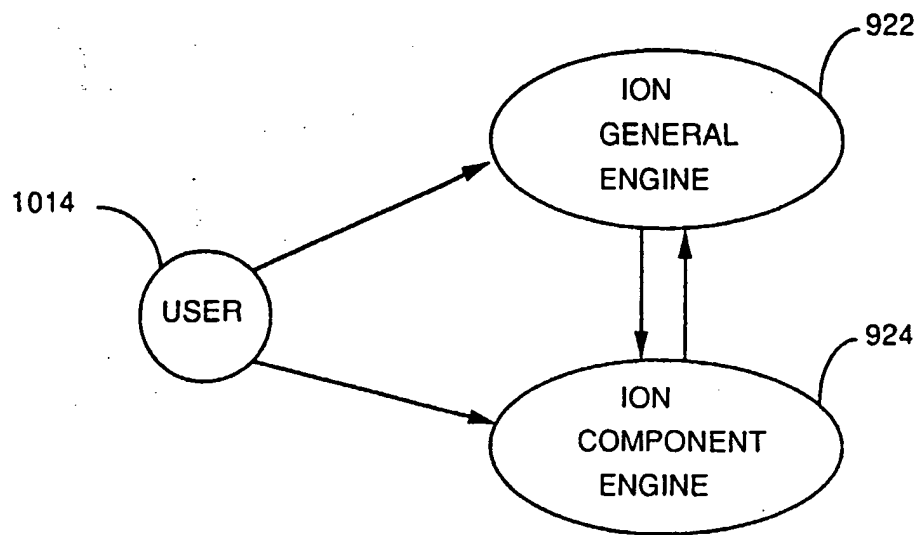 922
ION
GENERAL
ENGINE
1014
USER
924
ION
COMPONENT
ENGINE